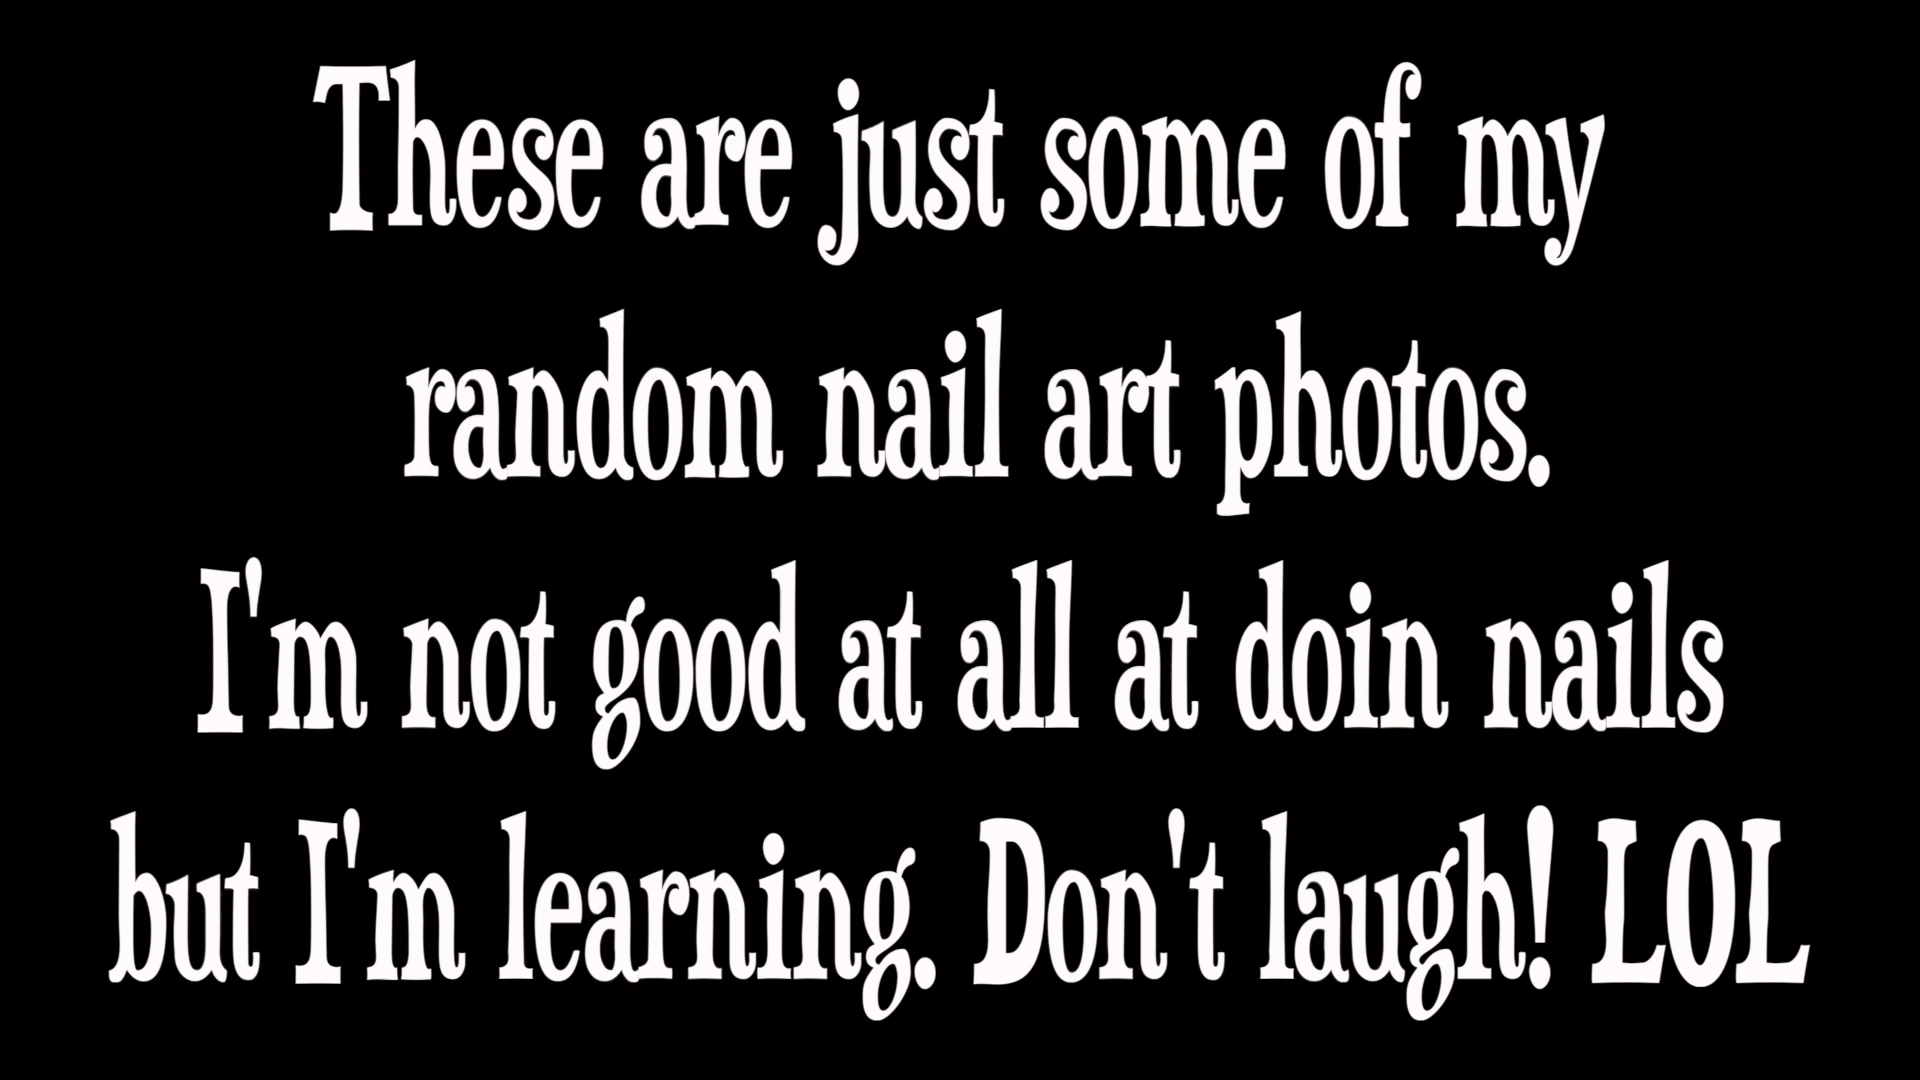 These are just some of my
random nail art photos.
I'm not good at all at doin nails
but I'm learning. Don't laugh! LOL